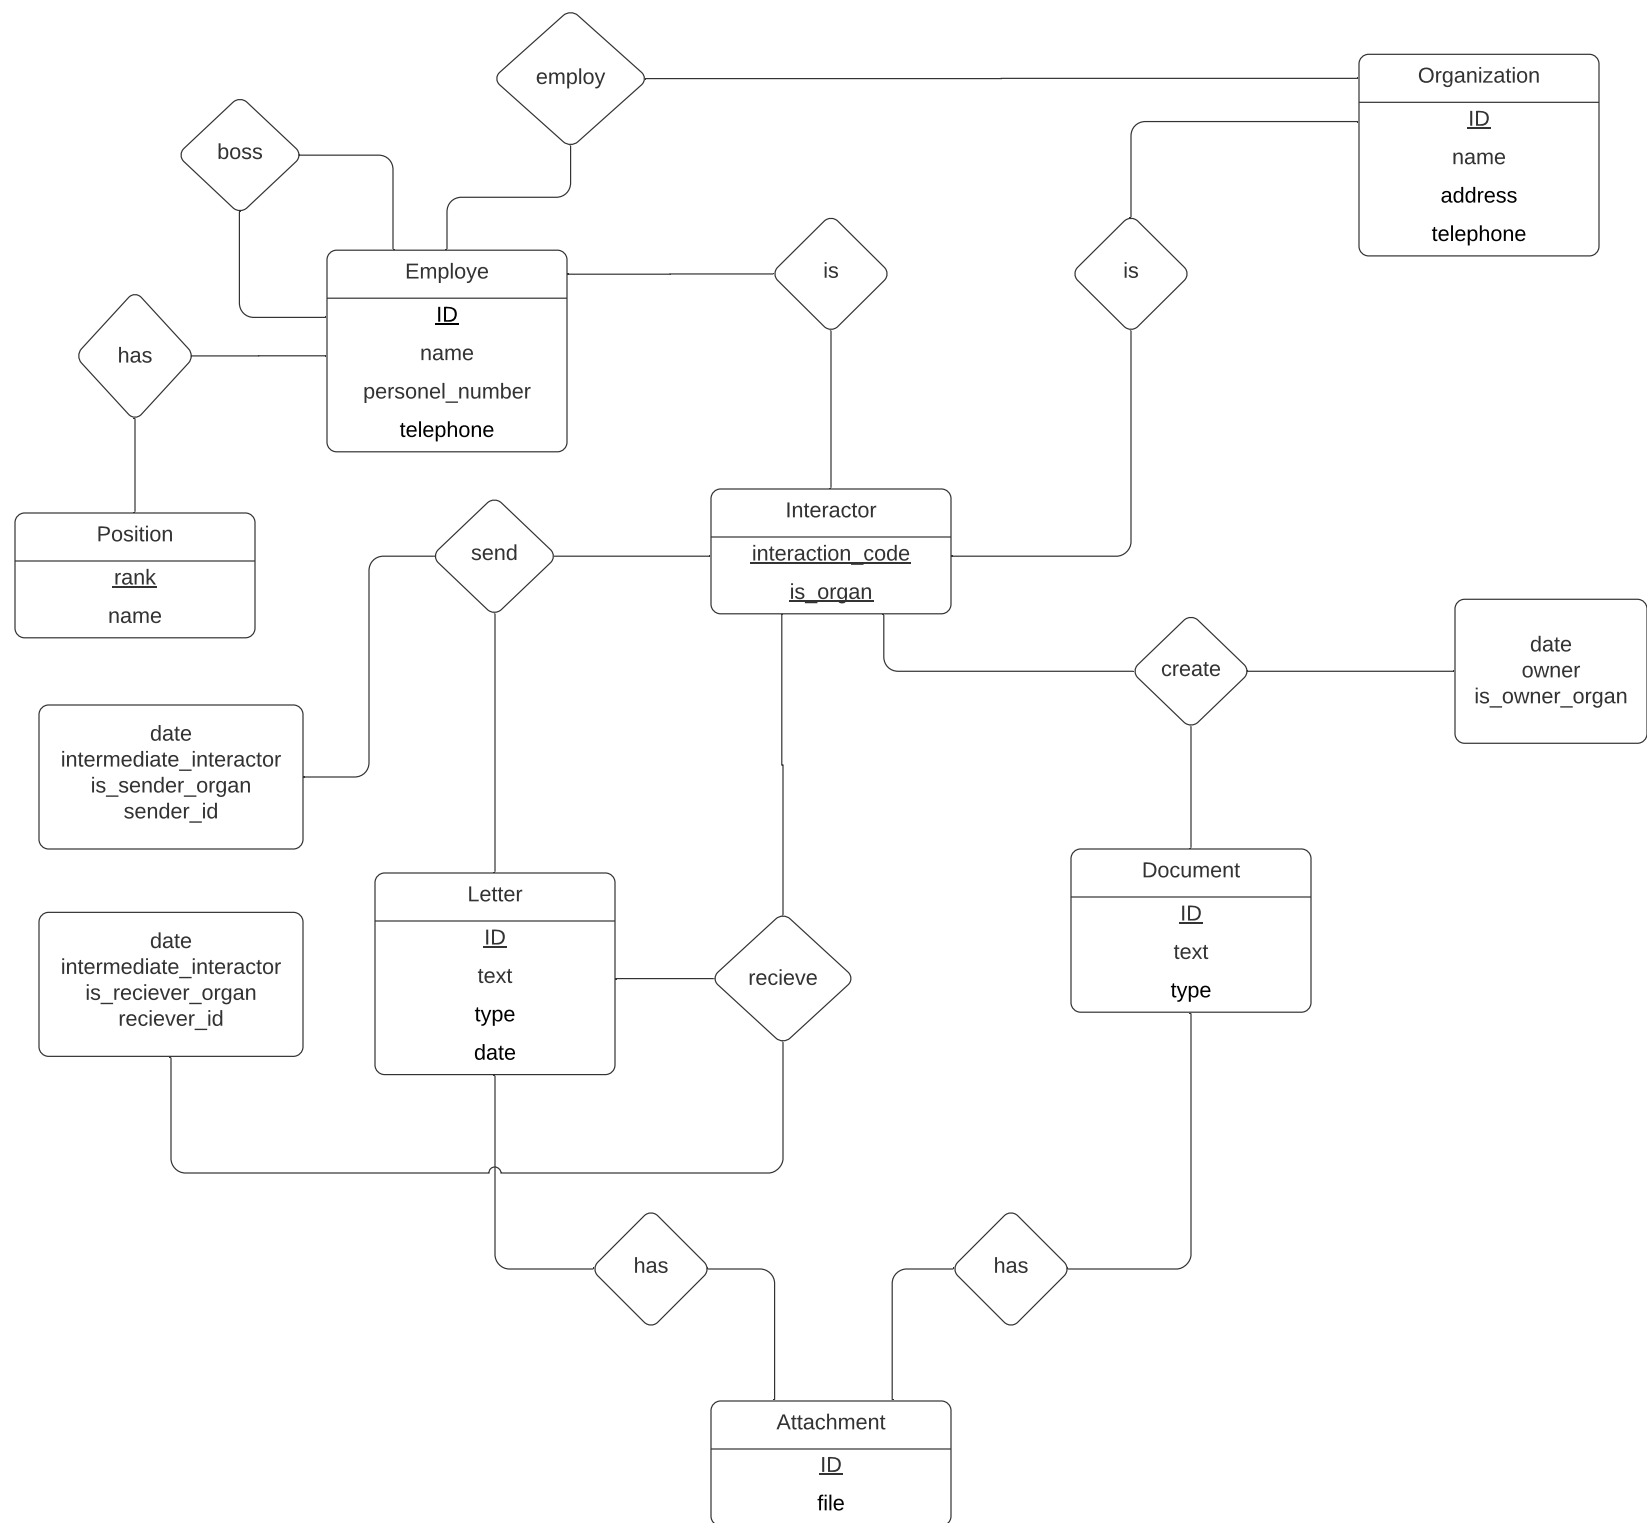 employ
Organization
ID
name
address
telephone
boss
Employe
ID
name
personel_number
telephone
is
is
has
Position
rank
name
send
Interactor
interaction_code
is_organ
create
date
owner
is_owner_organ
date
intermediate_interactor
is_sender_organ
sender_id
Letter
ID
text
type
date
Document
ID
text
type
date
intermediate_interactor
is_reciever_organ
reciever_id
recieve
has
has
Attachment
ID
file